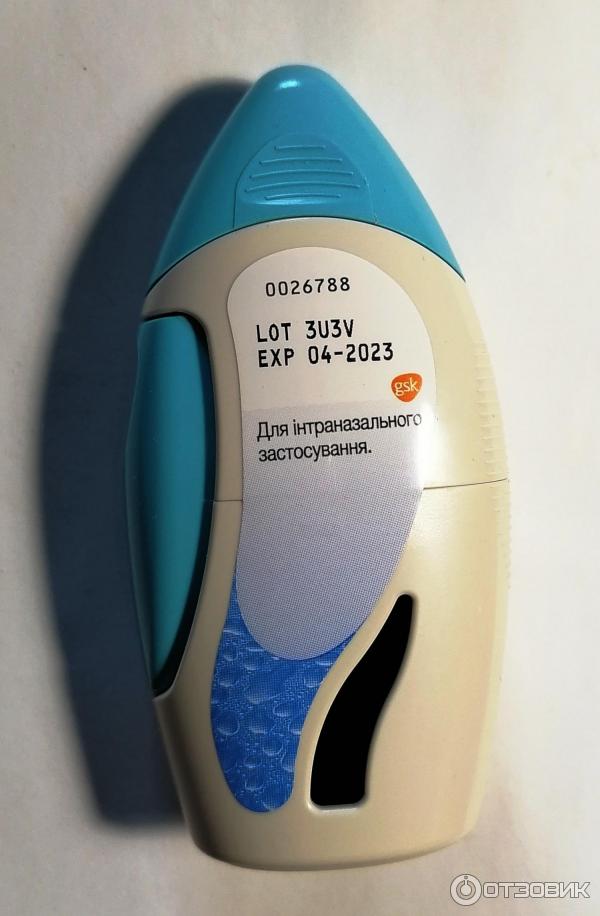 0026788
LOT 3U3V
EXP 04-2023
gsk
Для інтраназального
застосування.
ОТЗОВИК